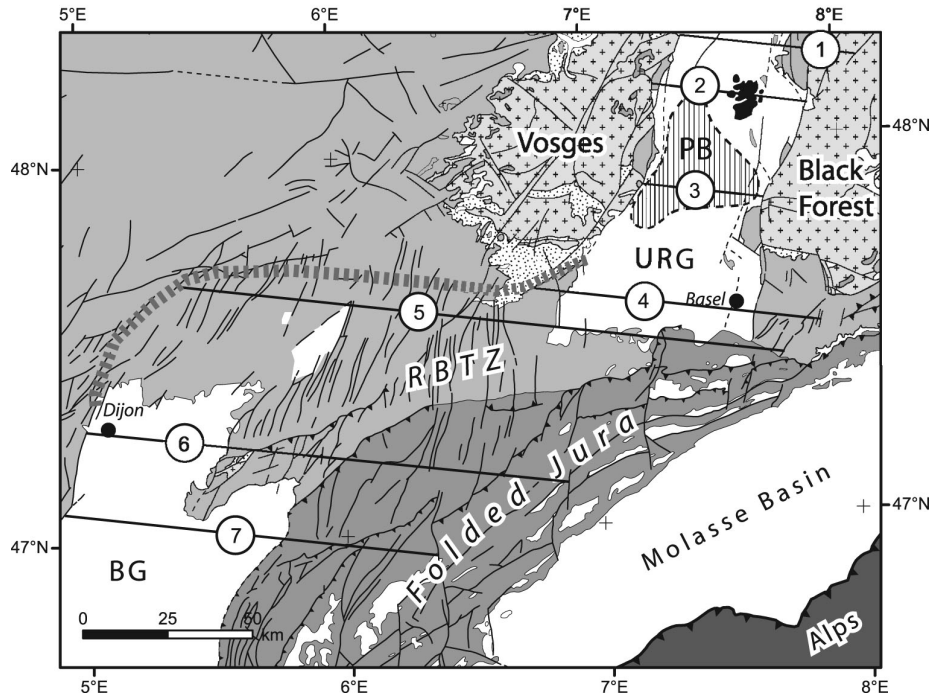 5°E 6°E 7°E 8°E
1
2
Vosges
48°N
PB
48°N
Black
Forest
3
URG
4
Basel
5
RBTZ
Dijon
6
Folded Jura
Molasse Basin
47°N
7
47°N
BG
0 25 50
km
Alps
5°E 6°E 7°E 8°E